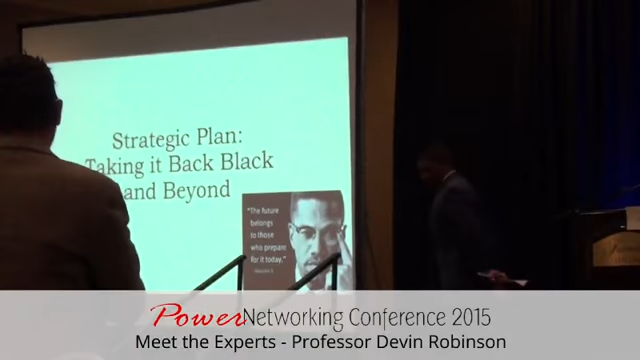 Strategic Plan:
Taking it Back Black
and Beyond
"The future
belongs
to those
who prepare
for it today."
PowerNetworking Conference 2015
Meet the Experts - Professor Devin Robinson